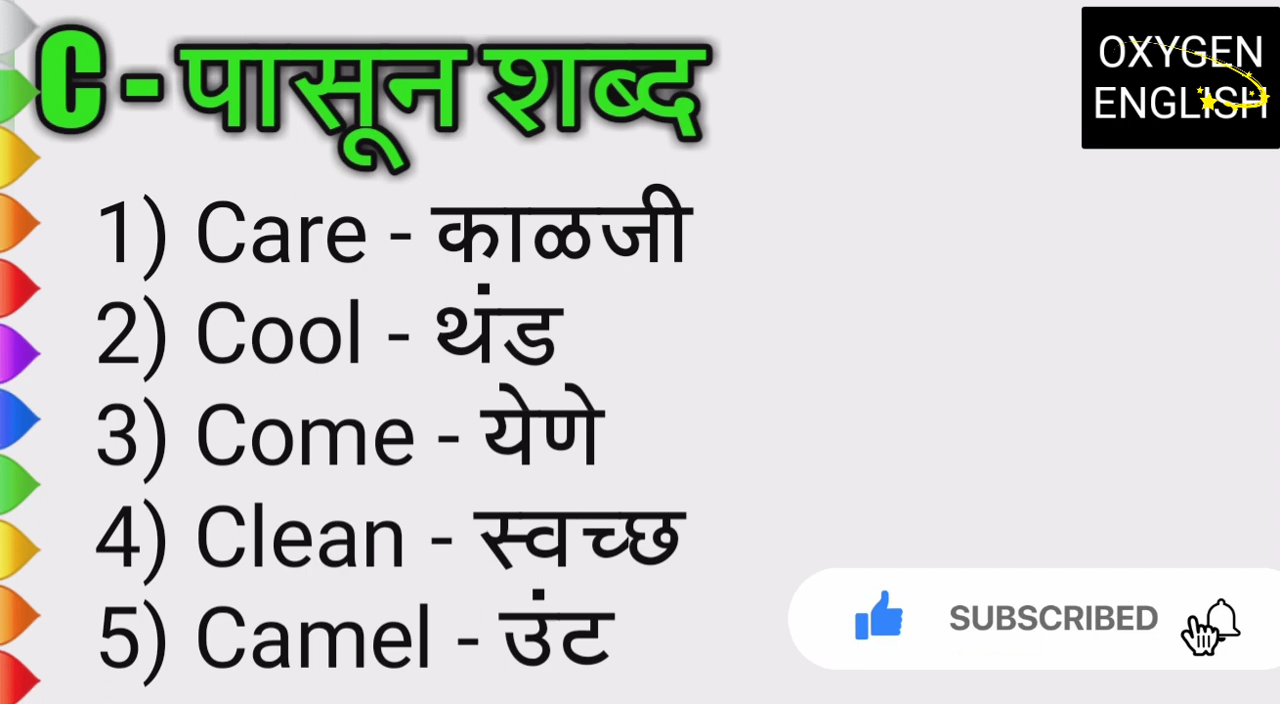 C - पासून शब्द
OXYGEN
ENGLISH
1) Care - काळजी
2) Cool - थंड
3) Come - येणे
4) Clean - स्वच्छ
5) Camel - उंट
SUBSCRIBED